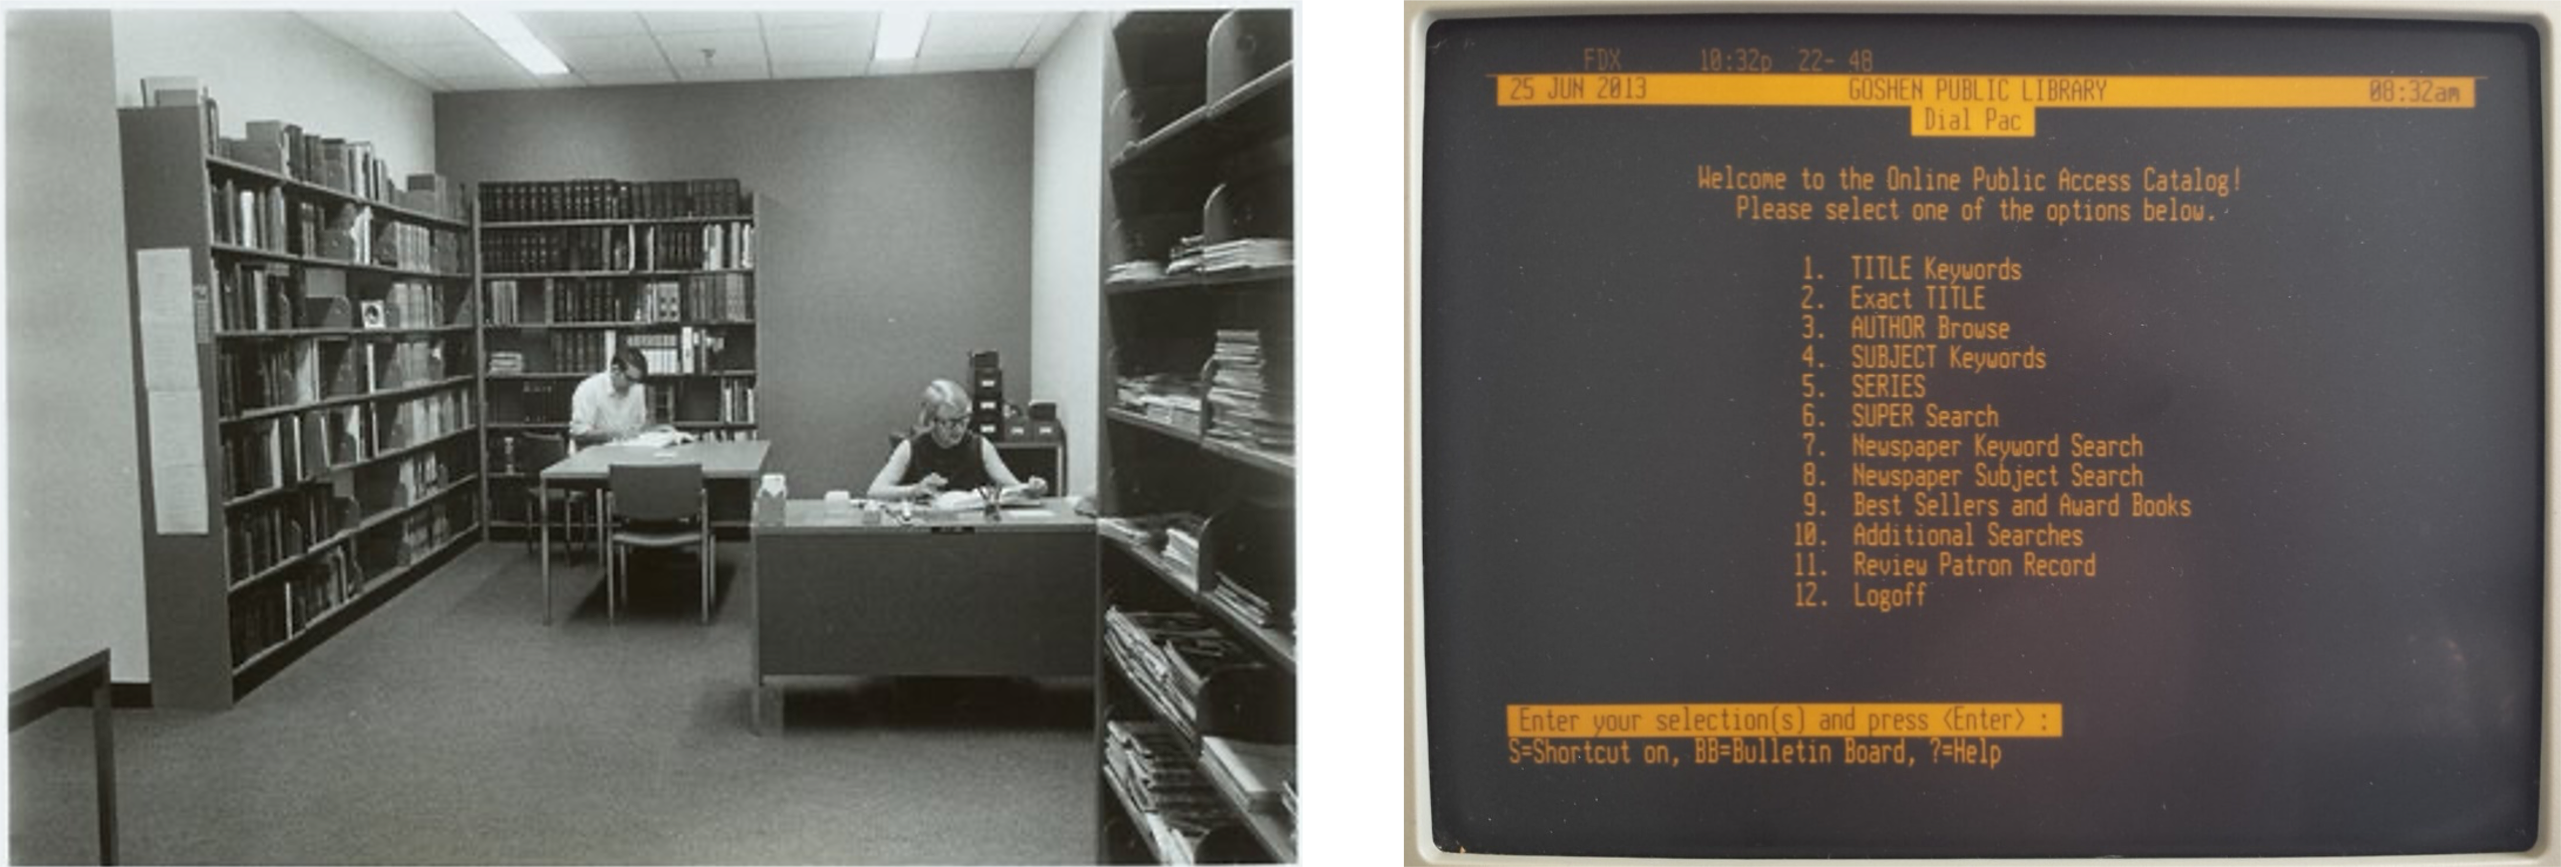 FDX 10:32p 22- 48
25 JUN 2013 GOSHEN PUBLIC LIBRARY 08:32am
Dial Pac
Welcome to the Online Public Access Catalog!
Please select one of the options below.
1. TITLE Keywords
2. Exact TITLE
3. AUTHOR Browse
4. SUBJECT Keywords
5. SERIES
6. SUPER Search
7. Newspaper Keyword Search
8. Newspaper Subject Search
9. Best Sellers and Award Books
10. Additional Searches
11. Review Patron Record
12. Logoff
Enter your selection(s) and press <Enter> :
S=Shortcut on, BB=Bulletin Board, ?=Help